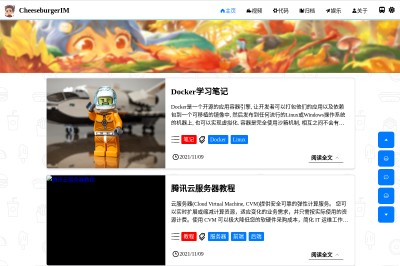 CheeseburgerIM
主页 视频 代码 归档 娱乐 关于
Docker学习笔记
Docker是一个开源的应用容器引擎, 让开发者可以打包他们的应用以及依赖
包到一个可移植的镜像中, 然后发布到任何流行的Linux或Windows操作系统
的机器上, 也可以实现虚拟化. 容器是完全使用沙箱机制, 相互之间不会有...
笔记 Docker Linux
2021/11/09 阅读全文
腾讯云服务器教程
云服务器(Cloud Virtual Machine, CVM)提供安全可靠的弹性计算服务。 您可
以实时扩展或缩减计算资源，适应变化的业务需求，并只需按实际使用的资
源计费。使用 CVM 可以极大降低您的软硬件采购成本，简化 IT 运维工作...
教程 服务器 前端 后端
2021/11/09 阅读全文